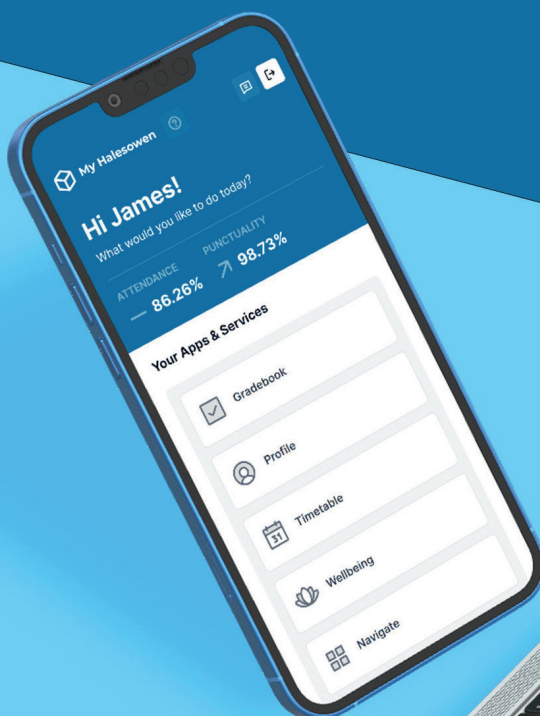 My Halesowen
Hi James!
What would you like to do today?
ATTENDANCE
86.26%
PUNCTUALITY
98.73%
Your Apps & Services
Gradebook
Profile
31
Timetable
Wellbeing
Navigate